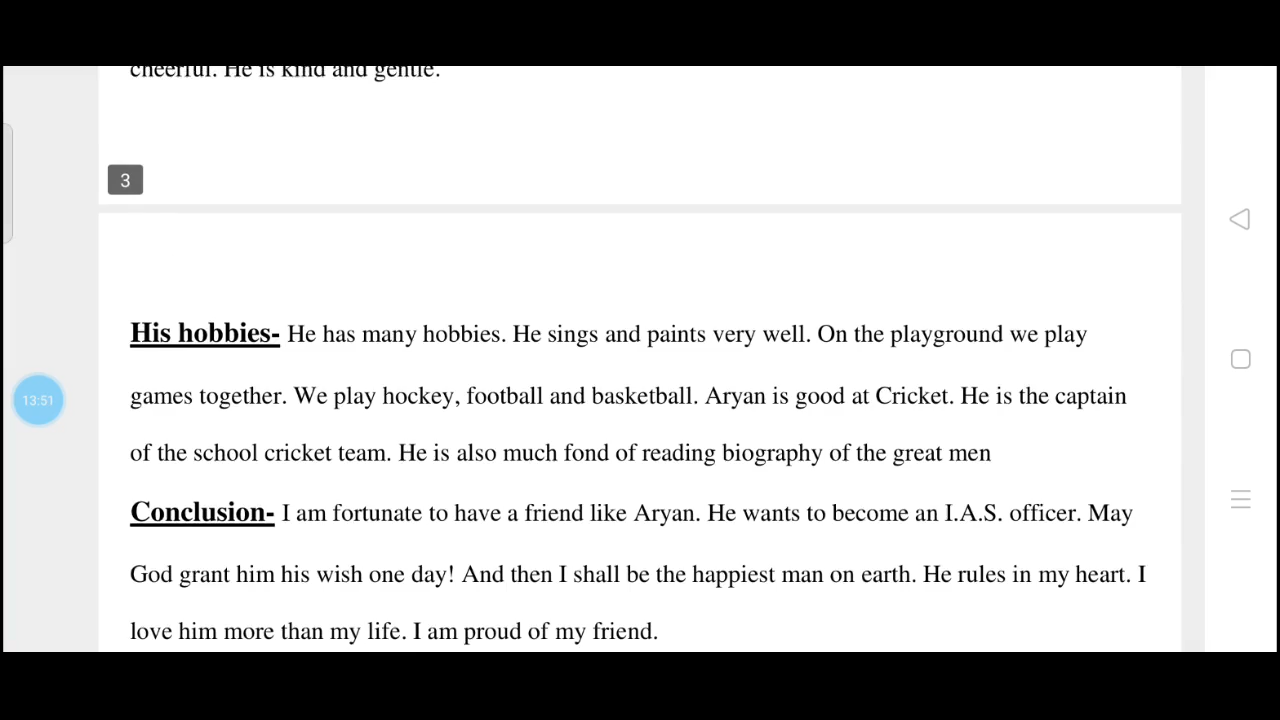 cheerful. He is kind and gentle.
3
His hobbies- He has many hobbies. He sings and paints very well. On the playground we play
games together. We play hockey, football and basketball. Aryan is good at Cricket. He is the captain
13:51
of the school cricket team. He is also much fond of reading biography of the great men
Conclusion- I am fortunate to have a friend like Aryan. He wants to become an I.A.S. officer. May
God grant him his wish one day! And then I shall be the happiest man on earth. He rules in my heart. I
love him more than my life. I am proud of my friend.